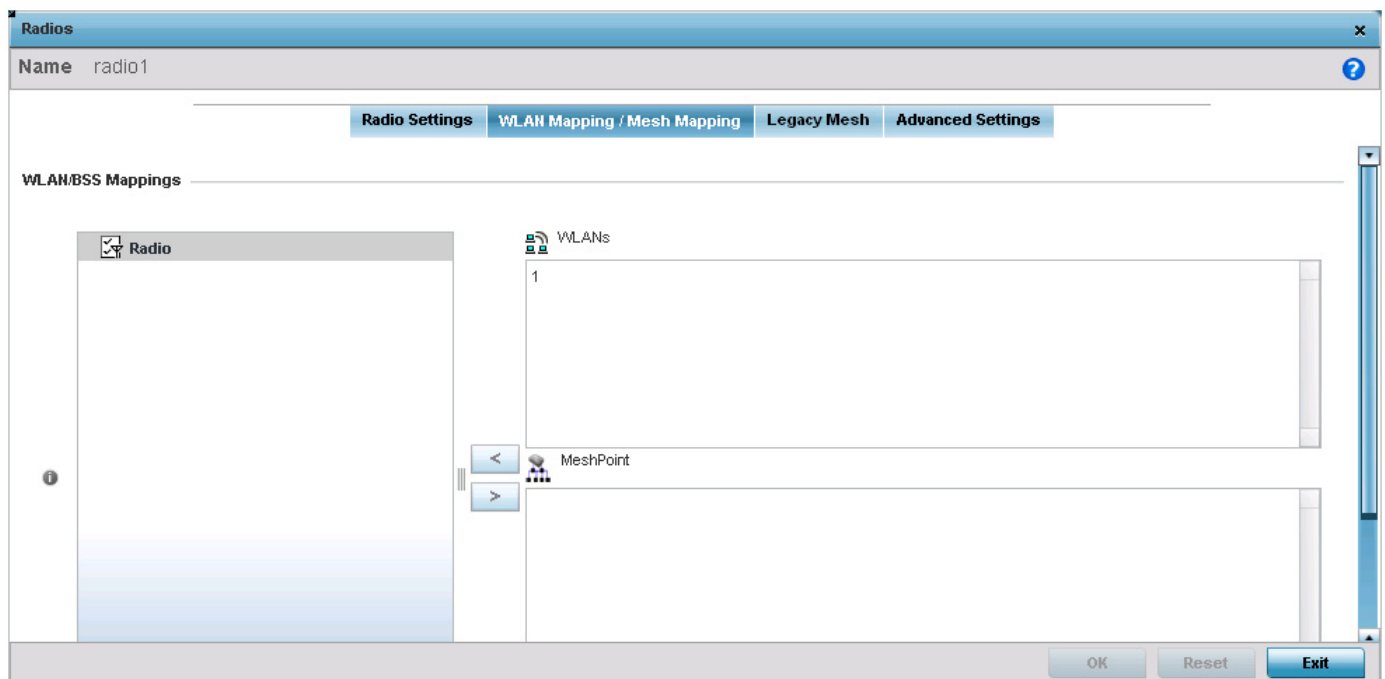 Radios
Name radio1
Radio Settings WLAN Mapping / Mesh Mapping Legacy Mesh Advanced Settings
WLAN/BSS Mappings
Radio
WLANs
1
<
MeshPoint
>
OK Reset Exit